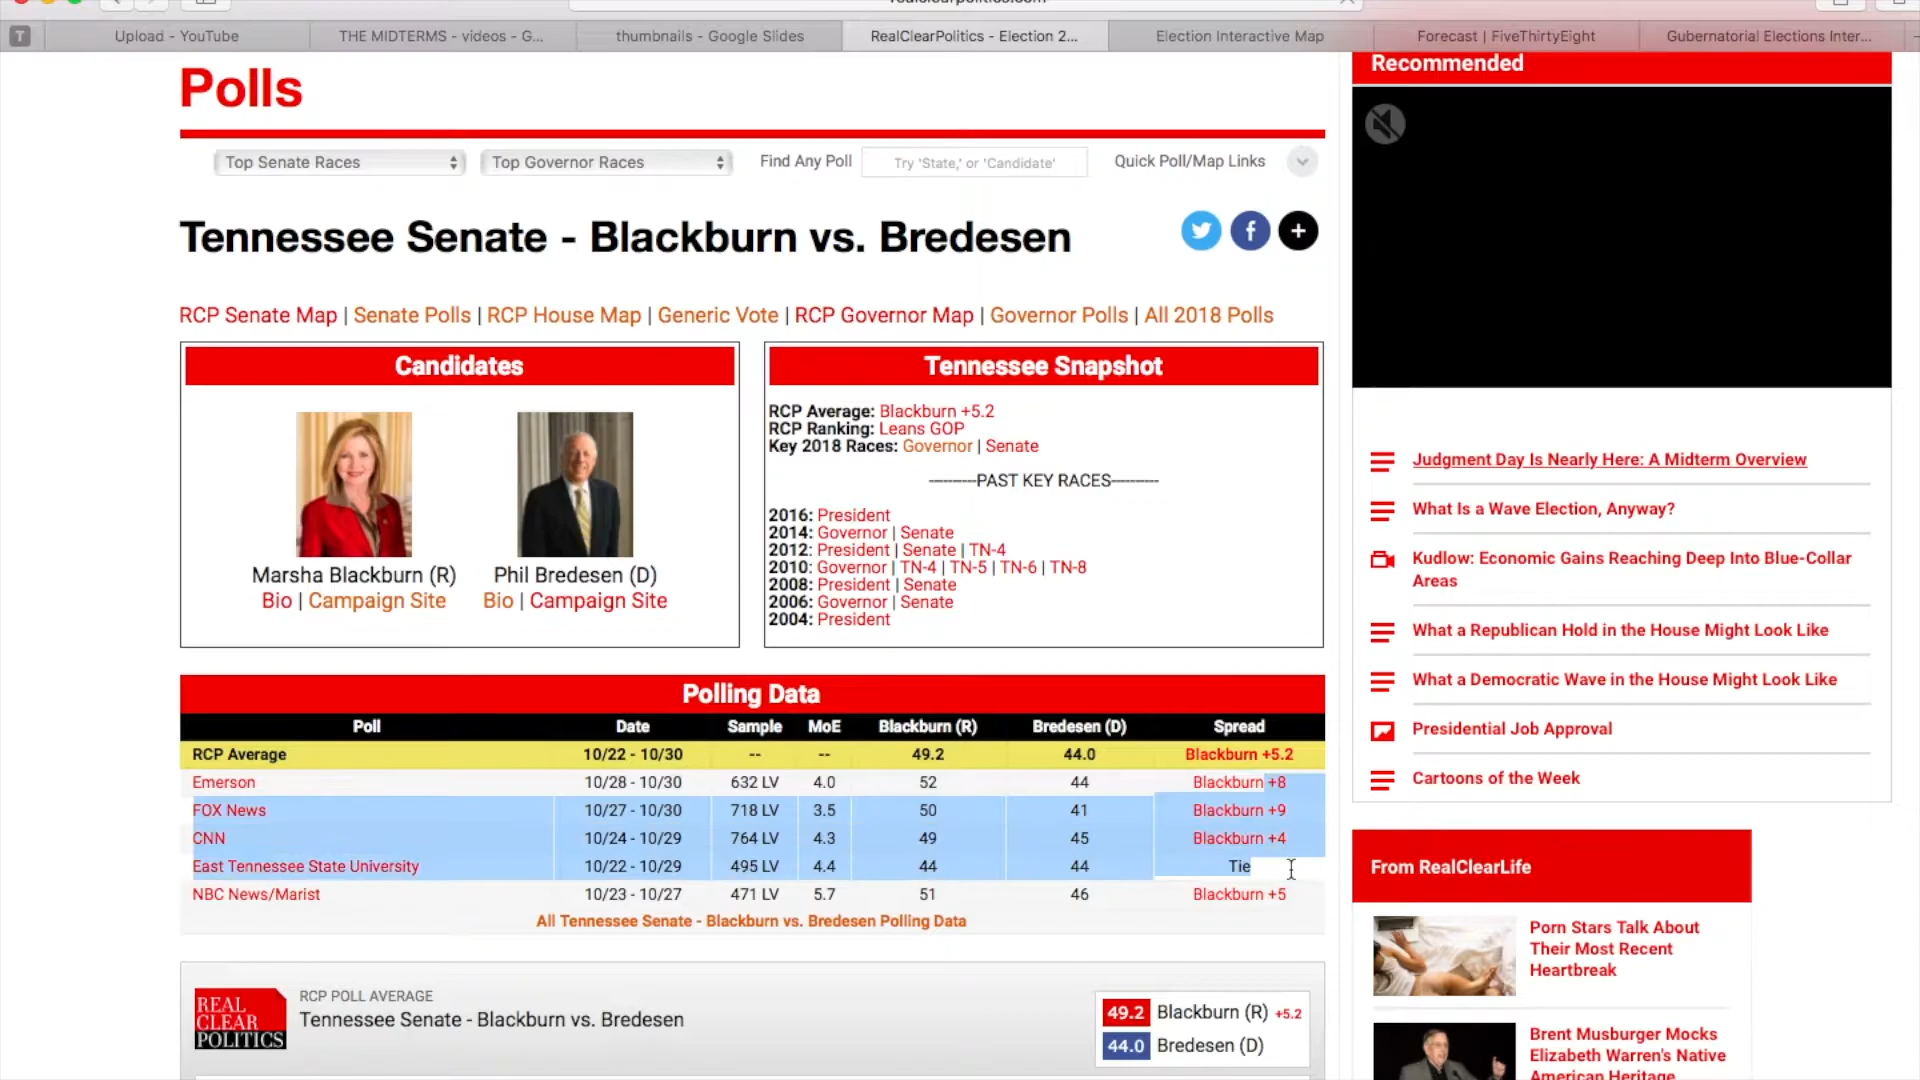 T
Upload - YouTube
THE MIDTERMS - videos - G...
thumbnails - Google Slides
RealClearPolitics - Election 2...
Election Interactive Map
Forecast | FiveThirtyEight
Gubernatorial Elections Inter...
Polls
Top Senate Races
Top Governor Races
Find Any Poll
Try 'State,' or 'Candidate'
Quick Poll/Map Links
Tennessee Senate - Blackburn vs. Bredesen
RCP Senate Map | Senate Polls | RCP House Map | Generic Vote | RCP Governor Map | Governor Polls | All 2018 Polls
Candidates
Marsha Blackburn (R)
Bio | Campaign Site
Phil Bredesen (D)
Bio | Campaign Site
Tennessee Snapshot
RCP Average: Blackburn +5.2
RCP Ranking: Leans GOP
Key 2018 Races: Governor | Senate
----------PAST KEY RACES----------
2016: President
2014: Governor | Senate
2012: President | Senate | TN-4
2010: Governor | TN-4 | TN-5 | TN-6 | TN-8
2008: President | Senate
2006: Governor | Senate
2004: President
Polling Data
Poll Date Sample MoE Blackburn (R) Bredesen (D) Spread
RCP Average 10/22 - 10/30 -- -- 49.2 44.0 Blackburn +5.2
Emerson 10/28 - 10/30 632 LV 4.0 52 44 Blackburn +8
FOX News 10/27 - 10/30 718 LV 3.5 50 41 Blackburn +9
CNN 10/24 - 10/29 764 LV 4.3 49 45 Blackburn +4
East Tennessee State University 10/22 - 10/29 495 LV 4.4 44 44 Tie
NBC News/Marist 10/23 - 10/27 471 LV 5.7 51 46 Blackburn +5
All Tennessee Senate - Blackburn vs. Bredesen Polling Data
REAL
CLEAR
POLITICS
RCP POLL AVERAGE
Tennessee Senate - Blackburn vs. Bredesen
49.2 Blackburn (R) +5.2
44.0 Bredesen (D)
Recommended
Judgment Day Is Nearly Here: A Midterm Overview
What Is a Wave Election, Anyway?
Kudlow: Economic Gains Reaching Deep Into Blue-Collar
Areas
What a Republican Hold in the House Might Look Like
What a Democratic Wave in the House Might Look Like
Presidential Job Approval
Cartoons of the Week
From RealClearLife
Porn Stars Talk About
Their Most Recent
Heartbreak
Brent Musburger Mocks
Elizabeth Warren's Native
American Heritage